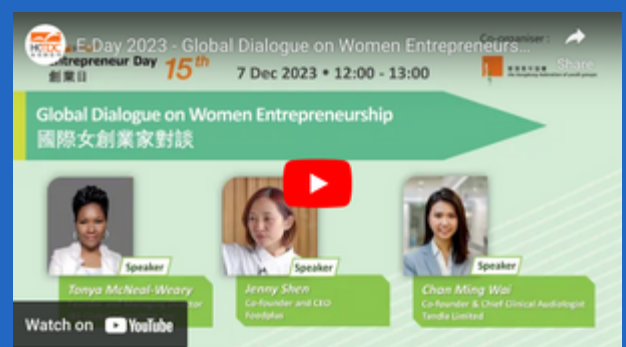 HKTDC
E-Day 2023 - Global Dialogue on Women Entrepreneurs...
Co-organiser :
Entrepreneur Day 15th
創業日
7 Dec 2023 • 12:00 - 13:00
Share
Global Dialogue on Women Entrepreneurship
國際女創業家對談
Speaker
Speaker
Speaker
Tonya McNeal-Weary
Jenny Shen
Co-founder and CEO
Foodplus
Chan Ming Wai
Co-founder & Chief Clinical Audiologist
Tandle Limited
Watch on YouTube